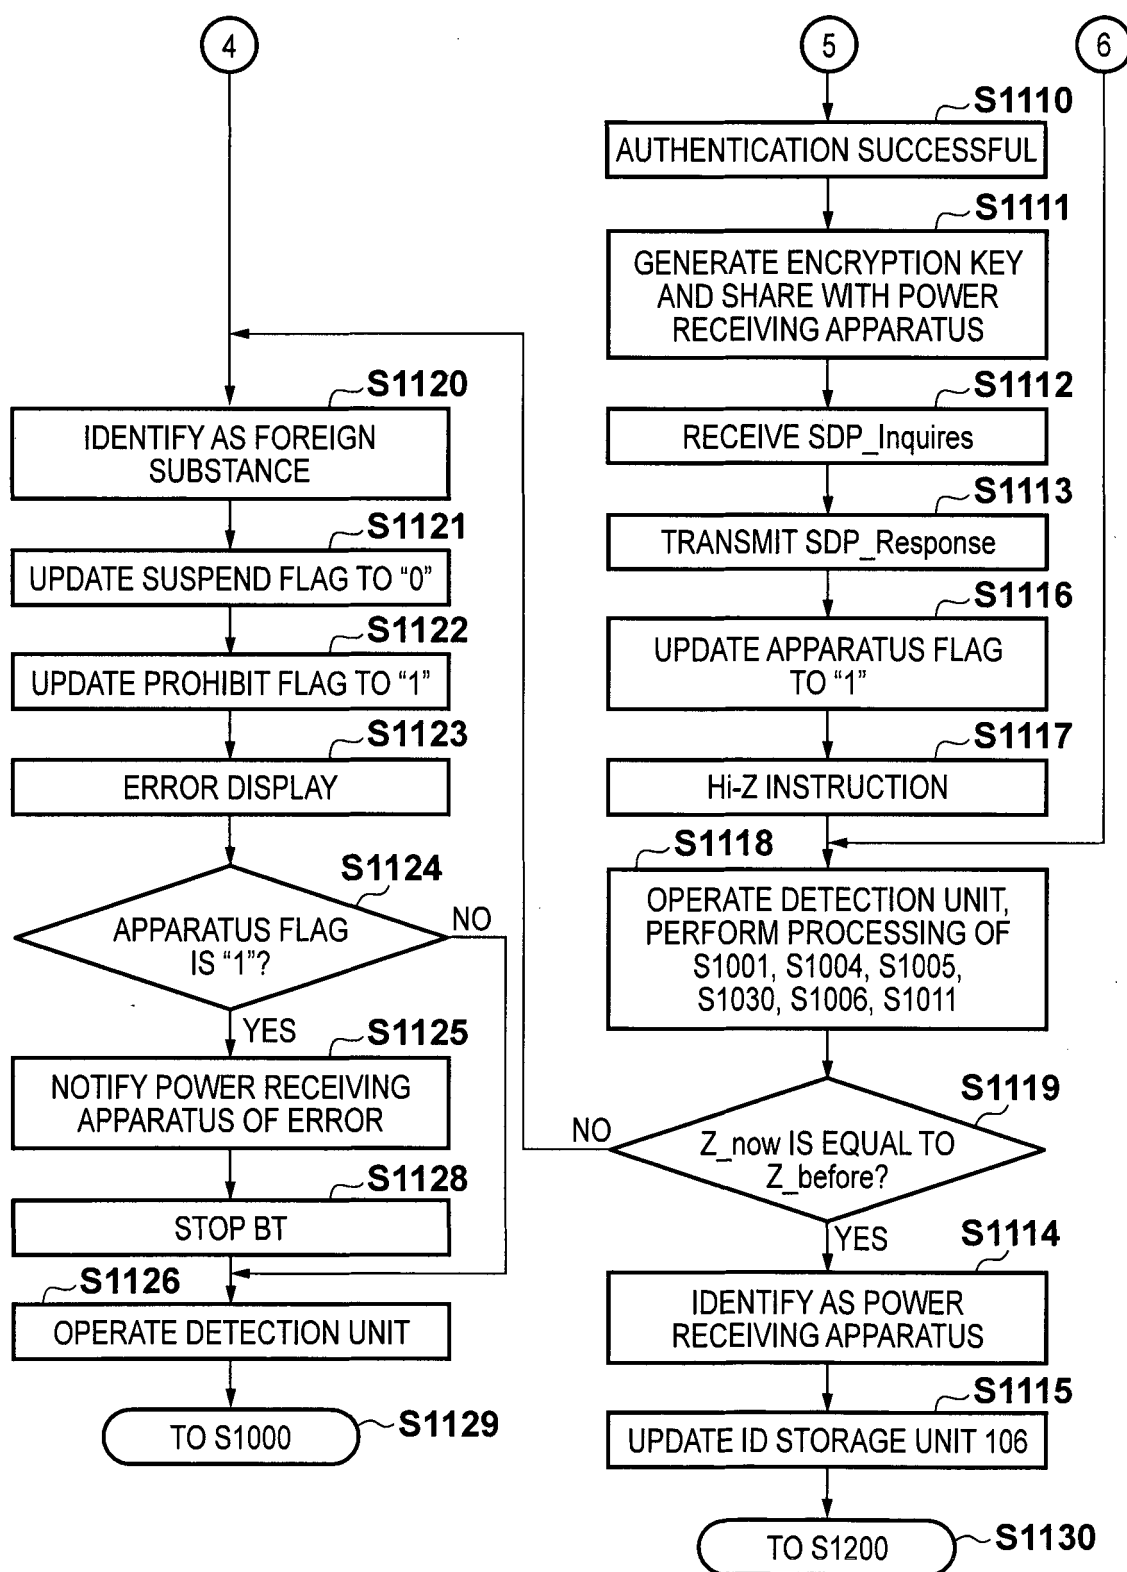 4
S1120
IDENTIFY AS FOREIGN
SUBSTANCE
S1121
UPDATE SUSPEND FLAG TO “0”
S1122
UPDATE PROHIBIT FLAG TO “1”
S1123
ERROR DISPLAY
S1124
APPARATUS FLAG
IS “1”?
NO
YES
S1125
NOTIFY POWER RECEIVING
APPARATUS OF ERROR
S1128
STOP BT
S1126
OPERATE DETECTION UNIT
TO S1000
S1129
5
6
S1110
AUTHENTICATION SUCCESSFUL
S1111
GENERATE ENCRYPTION KEY
AND SHARE WITH POWER
RECEIVING APPARATUS
S1112
RECEIVE SDP_Inquires
S1113
TRANSMIT SDP_Response
S1116
UPDATE APPARATUS FLAG
TO “1”
S1117
Hi-Z INSTRUCTION
S1118
OPERATE DETECTION UNIT,
PERFORM PROCESSING OF
S1001, S1004, S1005,
S1030, S1006, S1011
S1119
NO
Z_now IS EQUAL TO
Z_before?
YES
S1114
IDENTIFY AS POWER
RECEIVING APPARATUS
S1115
UPDATE ID STORAGE UNIT 106
TO S1200
S1130